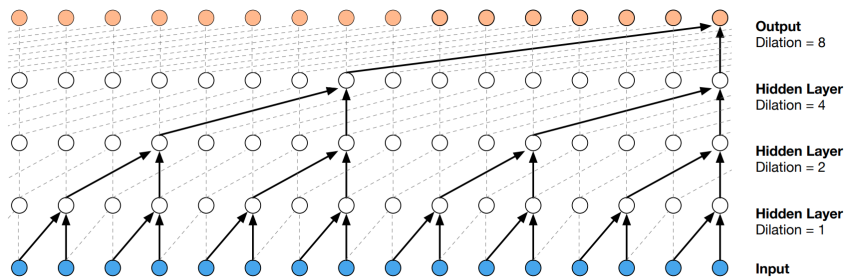 Output
Dilation = 8
Hidden Layer
Dilation = 4
Hidden Layer
Dilation = 2
Hidden Layer
Dilation = 1
Input